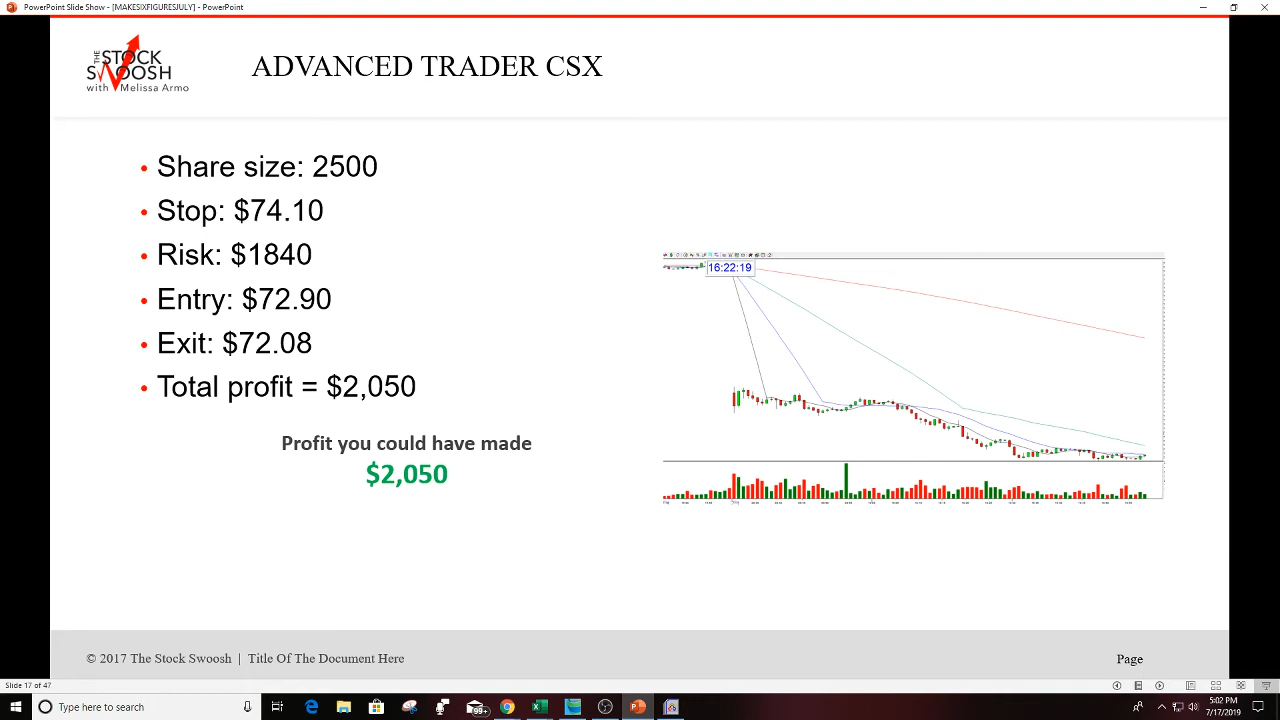 PowerPoint Slide Show - [MAKESIXFIGURESJULY] - PowerPoint
THE
STOCK
SWOOSH
with Melissa Armo
ADVANCED TRADER CSX
• Share size: 2500
• Stop: $74.10
• Risk: $1840
• Entry: $72.90
• Exit: $72.08
• Total profit = $2,050
Profit you could have made
$2,050
16:22:19
© 2017 The Stock Swoosh | Title Of The Document Here
Page
Slide 17 of 47
Type here to search
99+
5:02 PM
7/17/2019